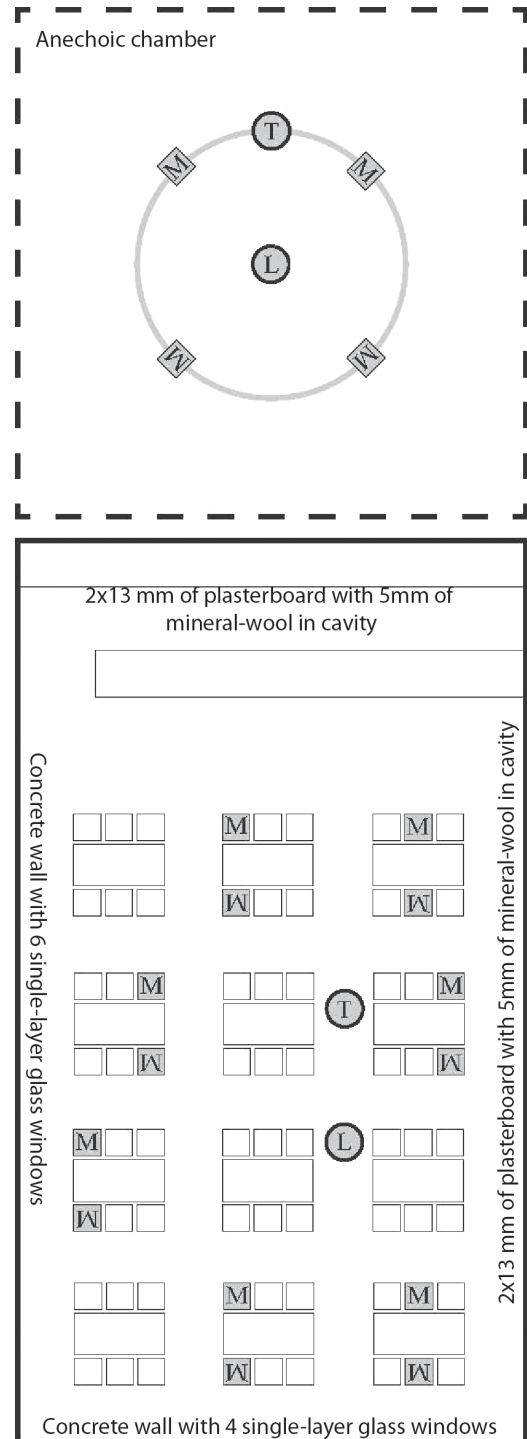 Anechoic chamber
T
M M
L
M M
2x13 mm of plasterboard with 5mm of
mineral-wool in cavity
Concrete wall with 6 single-layer glass windows
2x13 mm of plasterboard with 5mm of mineral-wool in cavity
M M
M M
M M
T
M M
M L
M
M M
M M
Concrete wall with 4 single-layer glass windows